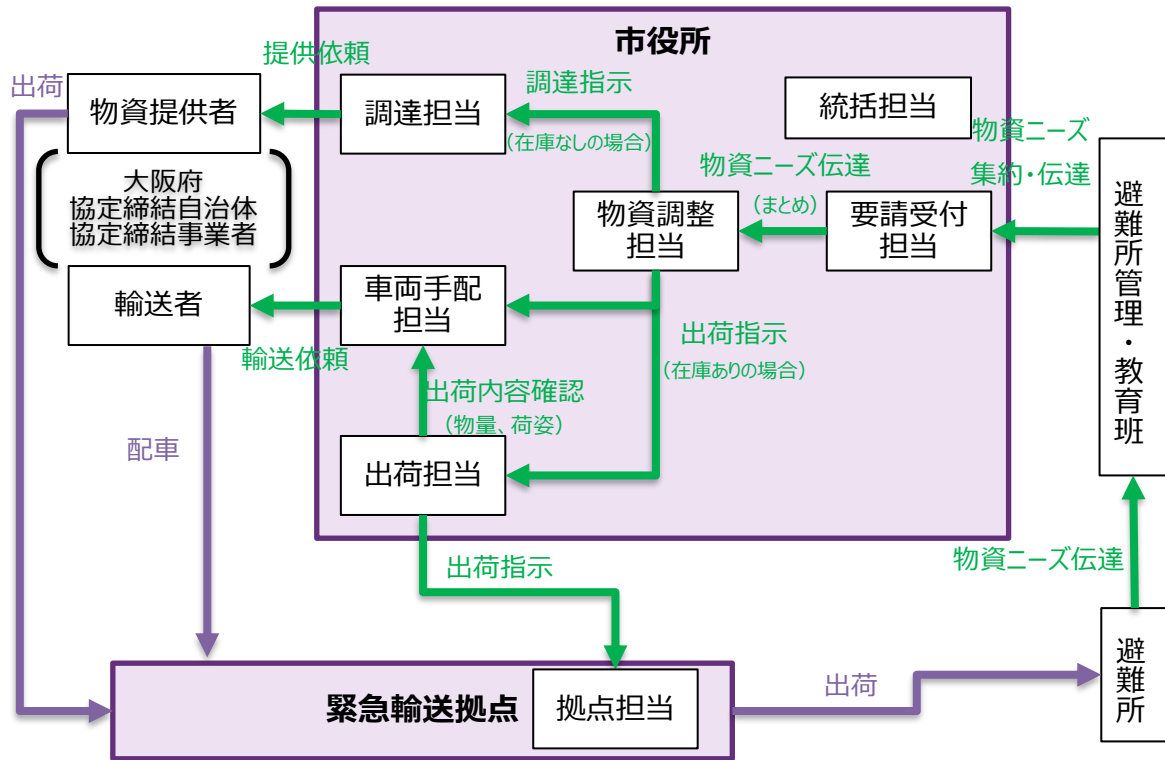 市役所
提供依頼
出荷
物資提供者
調達担当
調達指示
(在庫なしの場合)
統括担当
物資ニーズ
集約・伝達
大阪府
協定締結自治体
協定締結事業者
物資ニーズ伝達
(まとめ)
物資調整
担当
要請受付
担当
避難所管理・教育班
輸送者
車両手配
担当
輸送依頼
出荷指示
(在庫ありの場合)
出荷内容確認
(物量、荷姿)
配車
出荷担当
出荷指示
物資ニーズ伝達
緊急輸送拠点
拠点担当
出荷
避難所